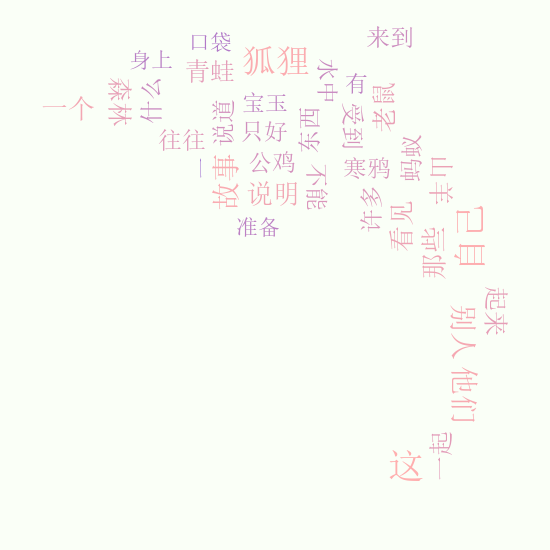 来到
口袋
狐狸
身上
青蛙
水中
有
森林
什么
一个
老鼠
宝玉
说道
东西
受到
只好
往往
蚂蚁
公鸡
寒鸦
一
故事
不能
山羊
说明
许多
看见
自己
准备
那些
起来
别人
他们
一起
这